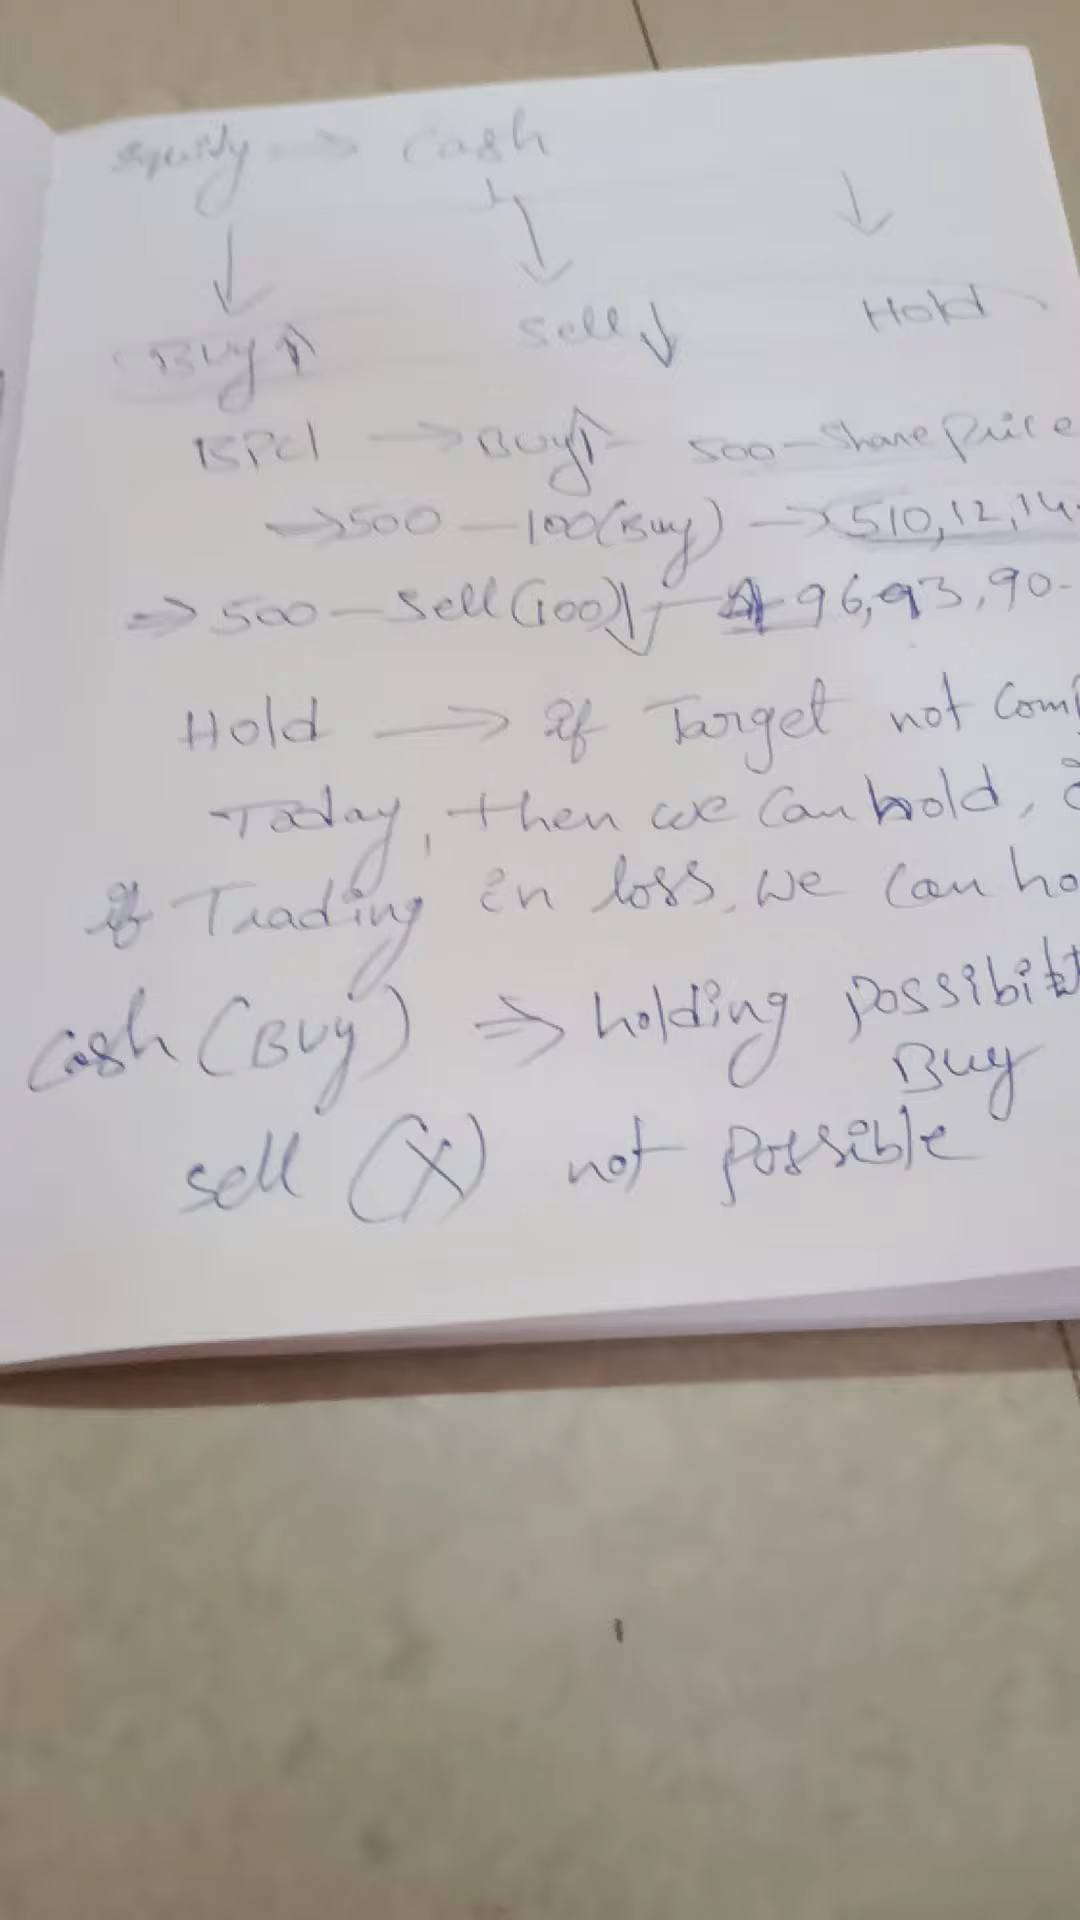 Equity → Cash
Buy↑ Sell↓ Hold
BPCl → Buy↑ - 500 - Share Price
→ 500 - 100 (Buy) → 510, 12, 14
⇒ 500 - Sell (100)↓ - 96, 93, 90-
Hold → if Target not
Today, then we can hold,
if Trading in loss, we can
Cash (Buy) ⇒ holding
Buy
sell (X) not possible